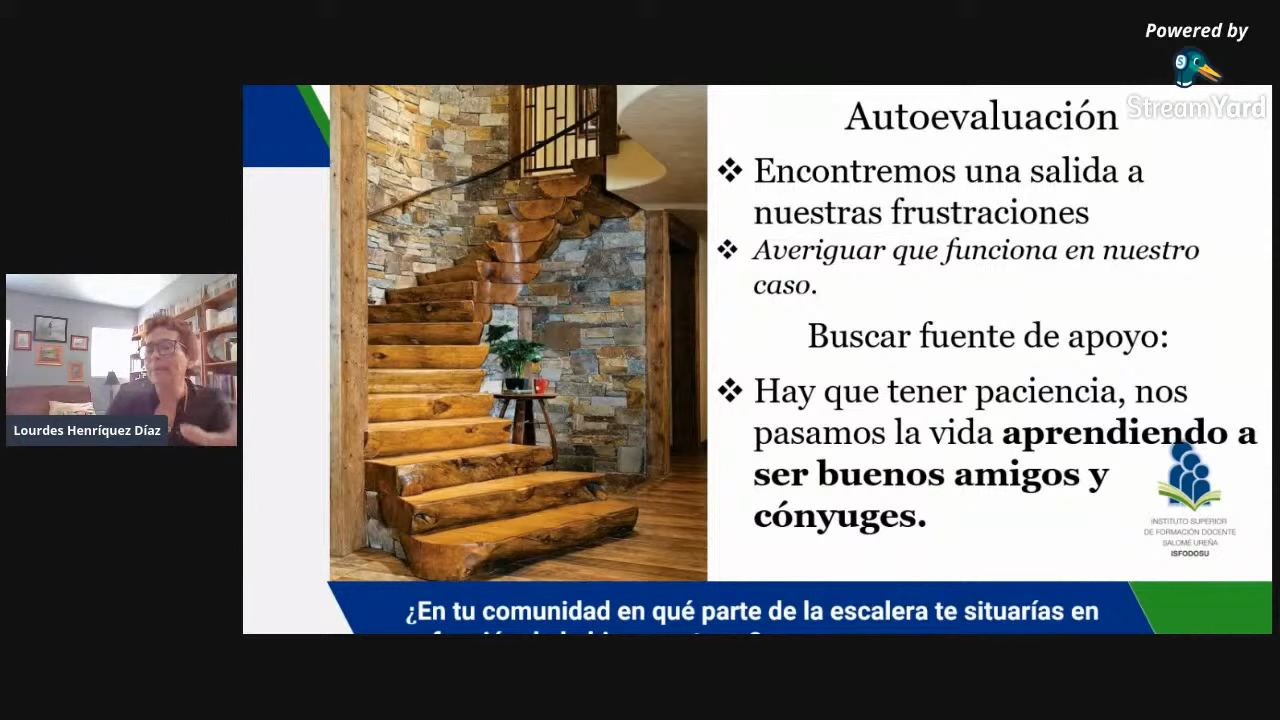 Powered by
StreamYard
Autoevaluación
❖ Encontremos una salida a
nuestras frustraciones
❖ Averiguar que funciona en nuestro
caso.
Buscar fuente de apoyo:
❖ Hay que tener paciencia, nos
pasamos la vida aprendiendo a
ser buenos amigos y
cónyuges.
INSTITUTO SUPERIOR
DE FORMACIÓN DOCENTE
SALOMÉ UREÑA
ISFODOSU
Lourdes Henríquez Díaz
¿En tu comunidad en qué parte de la escalera te situarías en